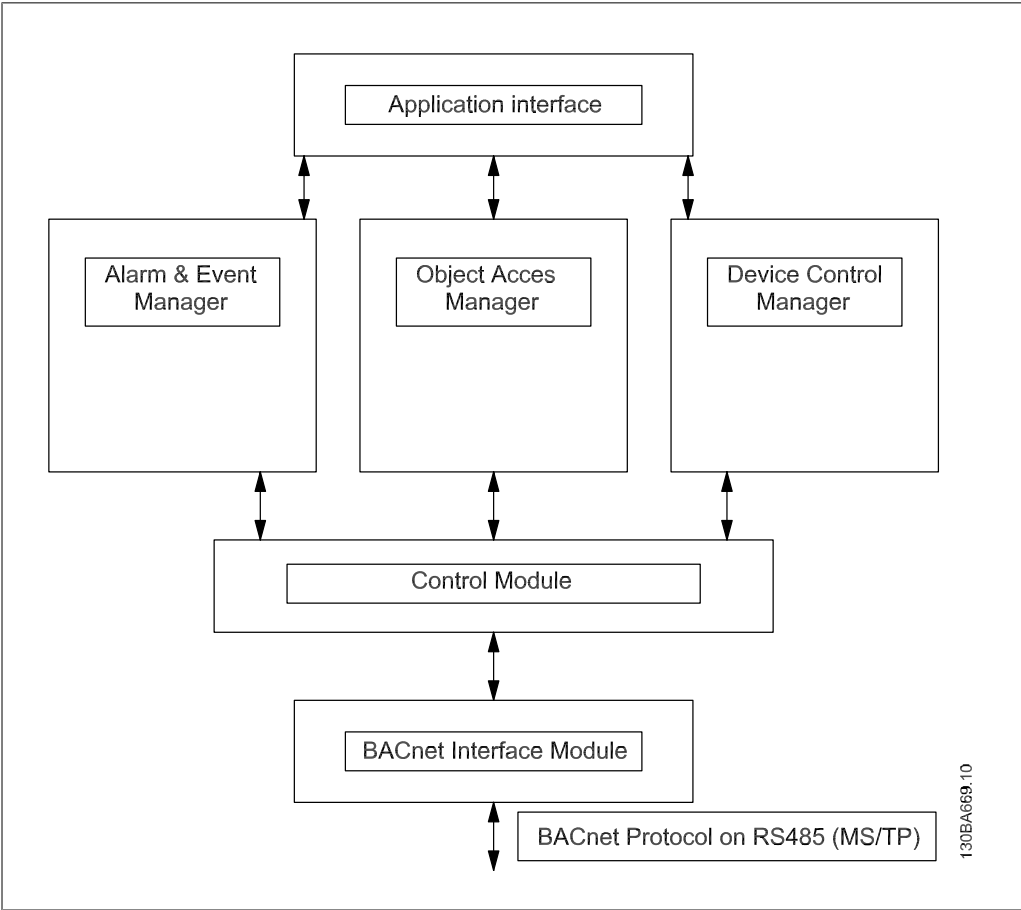 Application interface
Alarm & Event
Manager
Object Acces
Manager
Device Control
Manager
Control Module
BACnet Interface Module
BACnet Protocol on RS485 (MS/TP)
130BA669.10